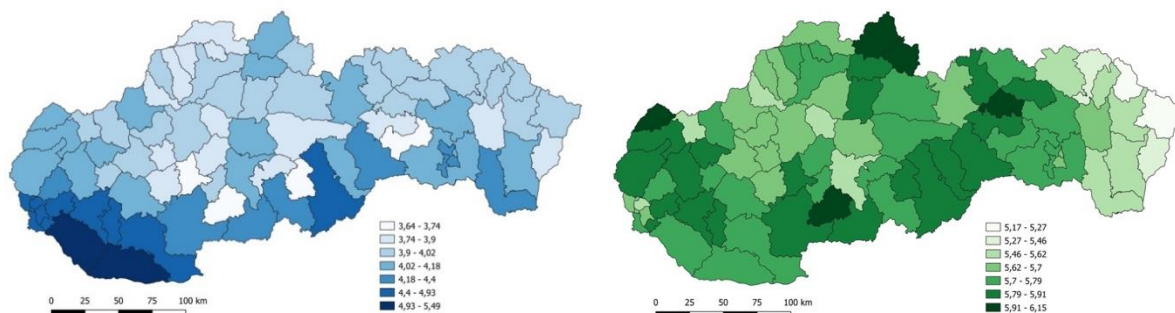 3,64 - 3,74
3,74 - 3,9
3,9 - 4,02
4,02 - 4,18
4,18 - 4,4
4,4 - 4,93
4,93 - 5,49
0 25 50 75 100 km
5,17 - 5,27
5,27 - 5,46
5,46 - 5,62
5,62 - 5,7
5,7 - 5,79
5,79 - 5,91
5,91 - 6,15
0 25 50 75 100 km